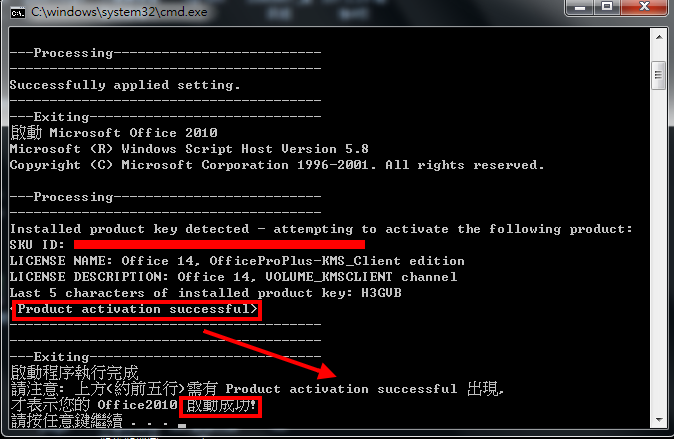 C:\windows\system32\cmd.exe
---Processing--------------------------
---------------------------------------
Successfully applied setting.
---------------------------------------
---Exiting-----------------------------
啟動 Microsoft Office 2010
Microsoft (R) Windows Script Host Version 5.8
Copyright (C) Microsoft Corporation 1996-2001. All rights reserved.
---Processing--------------------------
---------------------------------------
Installed product key detected - attempting to activate the following product:
SKU ID:
LICENSE NAME: Office 14, OfficeProPlus-KMS_Client edition
LICENSE DESCRIPTION: Office 14, VOLUME_KMSCLIENT channel
Last 5 characters of installed product key: H3GVB
<Product activation successful>
---------------------------------------
---------------------------------------
---Exiting-----------------------------
啟動程序執行完成
請注意: 上方(約前五行)需有 Product activation successful 出現,
才表示您的 Office2010 啟動成功!
請按任意鍵繼續 . . .